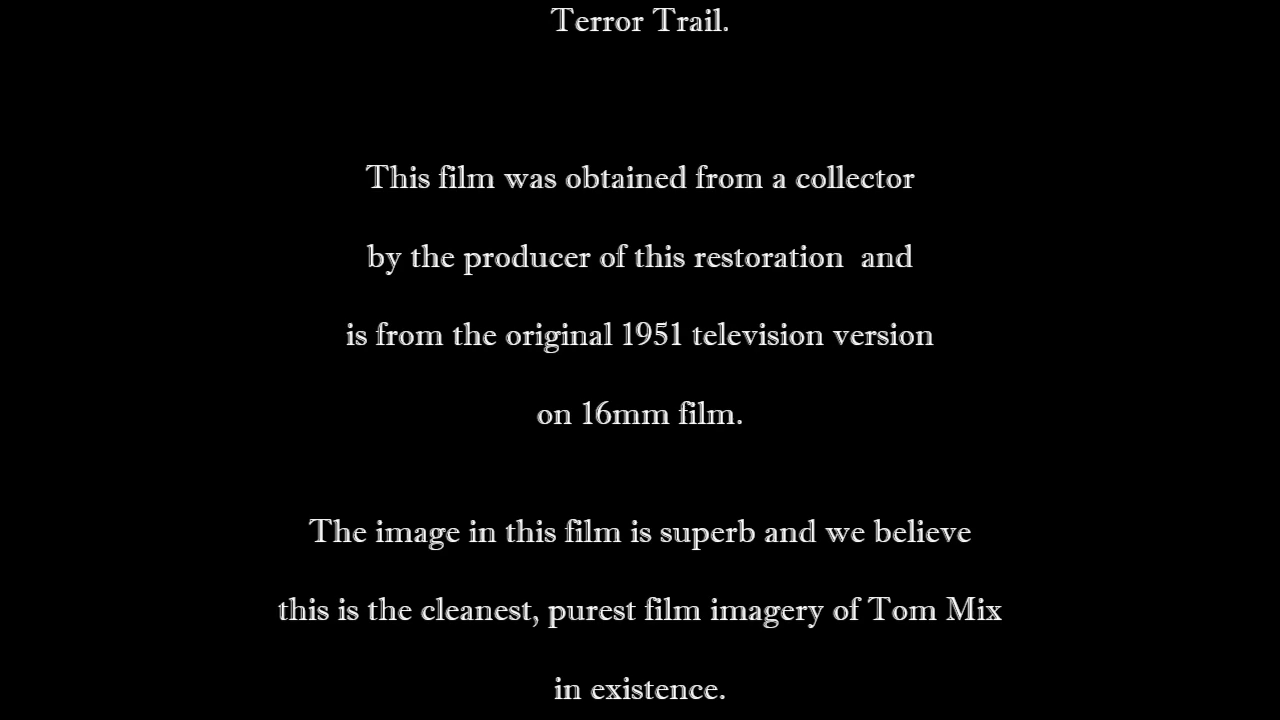 Terror Trail.
This film was obtained from a collector
by the producer of this restoration  and
is from the original 1951 television version
on 16mm film.
The image in this film is superb and we believe
this is the cleanest, purest film imagery of Tom Mix
in existence.